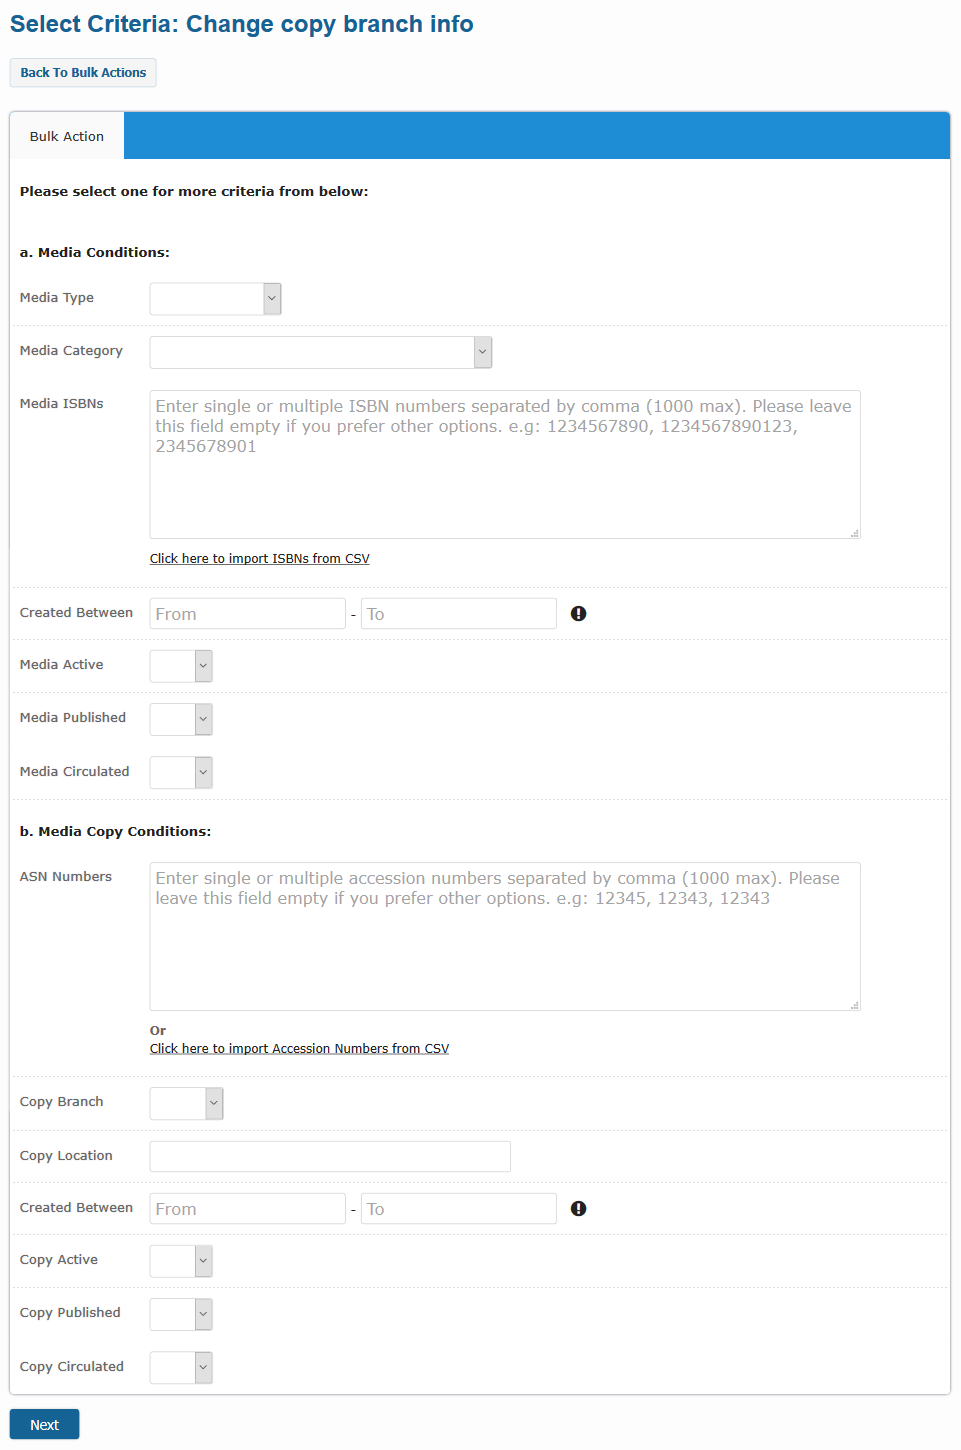 Select Criteria: Change copy branch info
Back To Bulk Actions
Bulk Action
Please select one for more criteria from below:
a. Media Conditions:
Media Type
Media Category
Media ISBNs
Enter single or multiple ISBN numbers separated by comma (1000 max). Please leave
this field empty if you prefer other options. e.g: 1234567890, 1234567890123,
2345678901
Click here to import ISBNs from CSV
Created Between From - To
Media Active
Media Published
Media Circulated
b. Media Copy Conditions:
ASN Numbers
Enter single or multiple accession numbers separated by comma (1000 max). Please
leave this field empty if you prefer other options. e.g: 12345, 12343, 12343
Or
Click here to import Accession Numbers from CSV
Copy Branch
Copy Location
Created Between From - To
Copy Active
Copy Published
Copy Circulated
Next